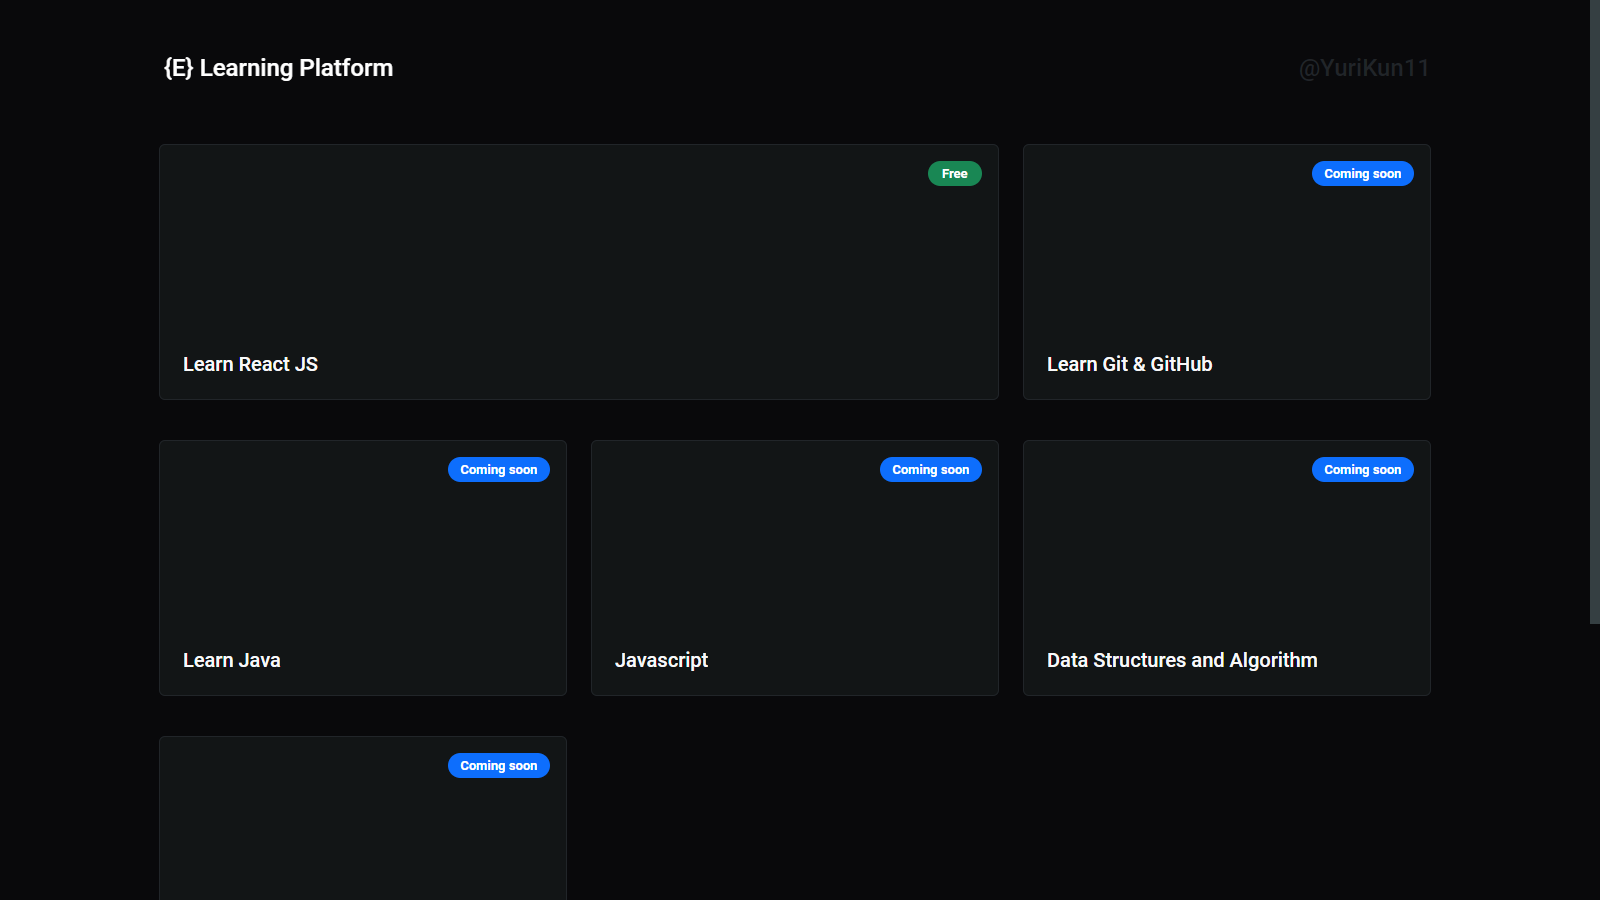 {E} Learning Platform
@YuriKun11
Free
Learn React JS
Coming soon
Learn Git & GitHub
Coming soon
Learn Java
Coming soon
Javascript
Coming soon
Data Structures and Algorithm
Coming soon